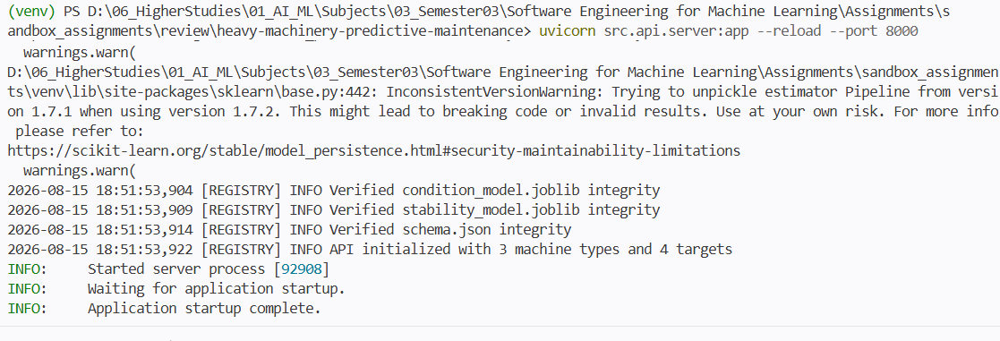 (venv) PS D:\06_HigherStudies\01_AI_ML\Subjects\03_Semester03\Software Engineering for Machine Learning\Assignments\s
andbox_assignments\review\heavy-machinery-predictive-maintenance> uvicorn src.api.server:app --reload --port 8000
  warnings.warn(
D:\06_HigherStudies\01_AI_ML\Subjects\03_Semester03\Software Engineering for Machine Learning\Assignments\sandbox_assignmen
ts\venv\lib\site-packages\sklearn\base.py:442: InconsistentVersionWarning: Trying to unpickle estimator Pipeline from versi
on 1.7.1 when using version 1.7.2. This might lead to breaking code or invalid results. Use at your own risk. For more info
 please refer to:
https://scikit-learn.org/stable/model_persistence.html#security-maintainability-limitations
  warnings.warn(
2026-08-15 18:51:53,904 [REGISTRY] INFO Verified condition_model.joblib integrity
2026-08-15 18:51:53,909 [REGISTRY] INFO Verified stability_model.joblib integrity
2026-08-15 18:51:53,914 [REGISTRY] INFO Verified schema.json integrity
2026-08-15 18:51:53,922 [REGISTRY] INFO API initialized with 3 machine types and 4 targets
INFO:     Started server process [92908]
INFO:     Waiting for application startup.
INFO:     Application startup complete.